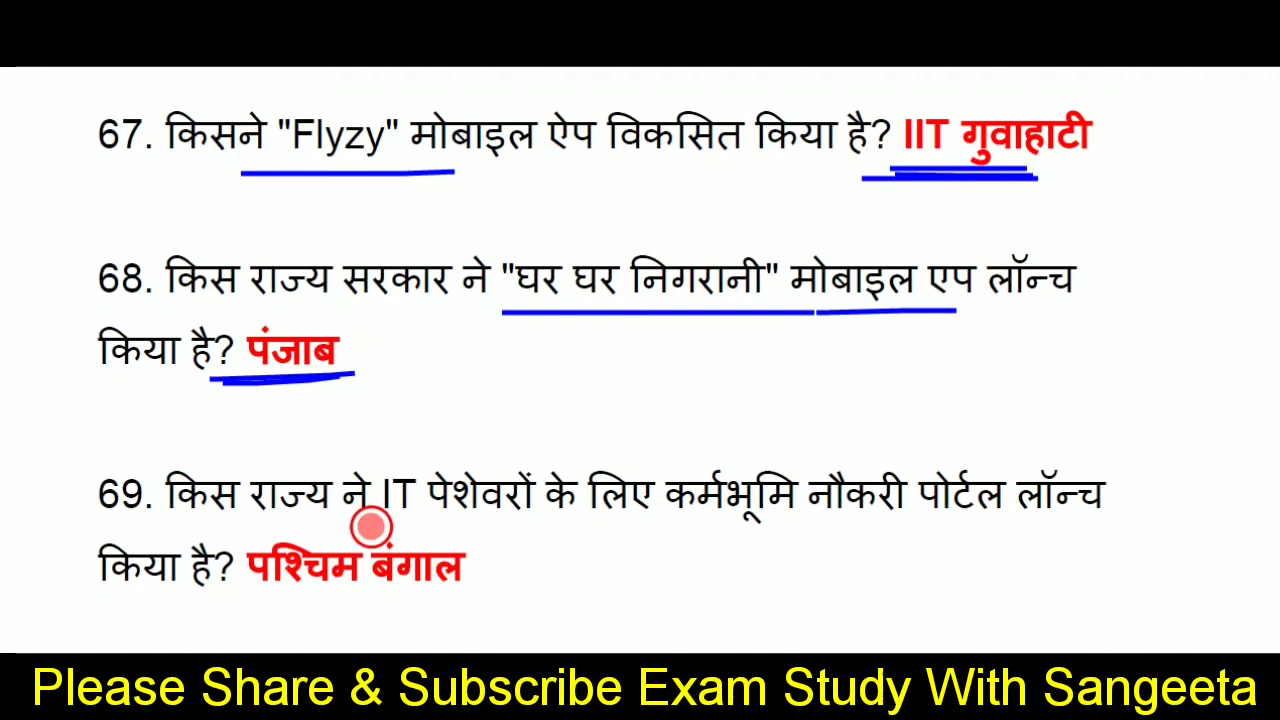 67. किसने "Flyzy" मोबाइल ऐप विकसित किया है? IIT गुवाहाटी
68. किस राज्य सरकार ने "घर घर निगरानी" मोबाइल एप लॉन्च
किया है? पंजाब
69. किस राज्य ने IT पेशेवरों के लिए कर्मभूमि नौकरी पोर्टल लॉन्च
किया है? पश्चिम बंगाल
Please Share & Subscribe Exam Study With Sangeeta